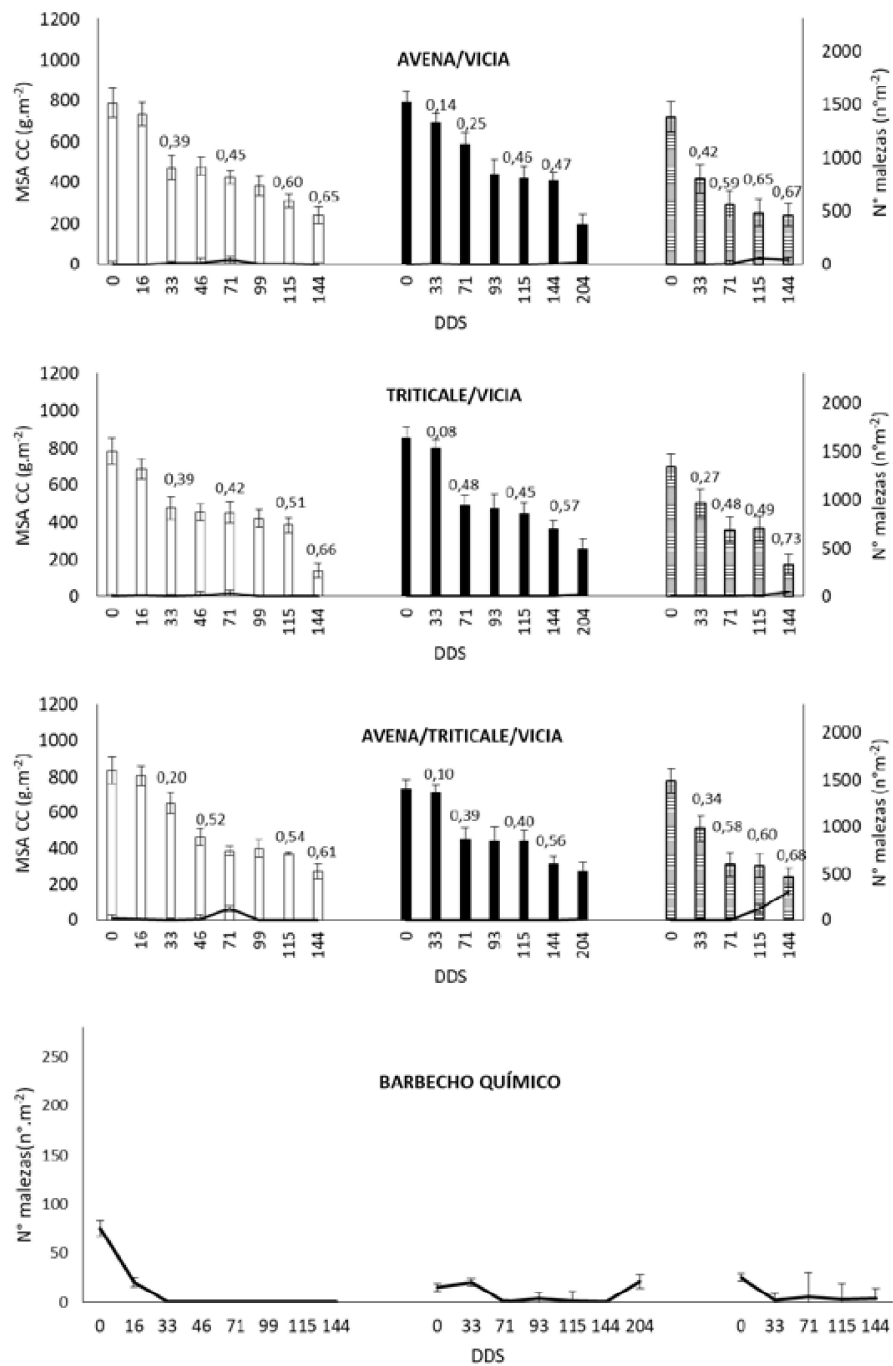 AVENA/VICIA
MSA CC (g.m-2)
N° malezas (n°m-2)
1200
1000
800
600
400
200
0
2000
1500
1000
500
0
0,39
0,45
0,60
0,65
0,14
0,25
0,46
0,47
0,42
0,59
0,65
0,67
0 16 33 46 71 99 115 144
0 33 71 93 115 144 204
0 33 71 115 144
DDS
TRITICALE/VICIA
MSA CC (g.m-2)
N° malezas (n°m-2)
1200
1000
800
600
400
200
0
2000
1500
1000
500
0
0,39
0,42
0,51
0,66
0,08
0,48
0,45
0,57
0,27
0,48
0,49
0,73
0 16 33 46 71 99 115 144
0 33 71 93 115 144 204
0 33 71 115 144
DDS
AVENA/TRITICALE/VICIA
MSA CC (g.m-2)
N° malezas (n°m-2)
1200
1000
800
600
400
200
0
2000
1500
1000
500
0
0,20
0,52
0,54
0,61
0,10
0,39
0,40
0,56
0,34
0,58
0,60
0,68
0 16 33 46 71 99 115 144
0 33 71 93 115 144 204
0 33 71 115 144
DDS
BARBECHO QUÍMICO
N° malezas(n°.m-2)
250
200
150
100
50
0
0 16 33 46 71 99 115 144
0 33 71 93 115 144 204
0 33 71 115 144
DDS